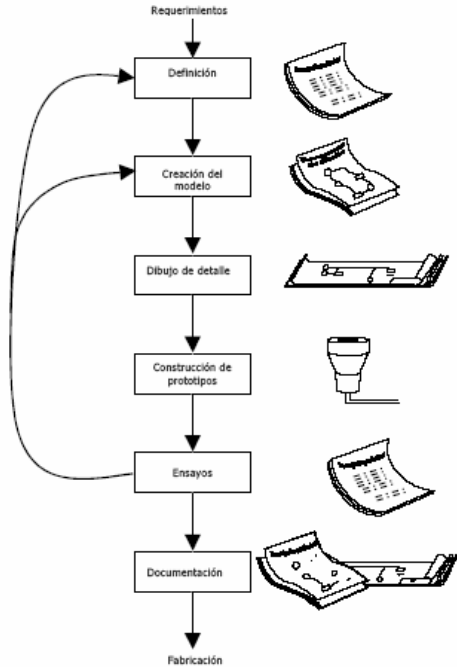 Requerimientos
Definición
Creación del
modelo
Dibujo de detalle
Construcción de
prototipos
Ensayos
Documentación
Fabricación